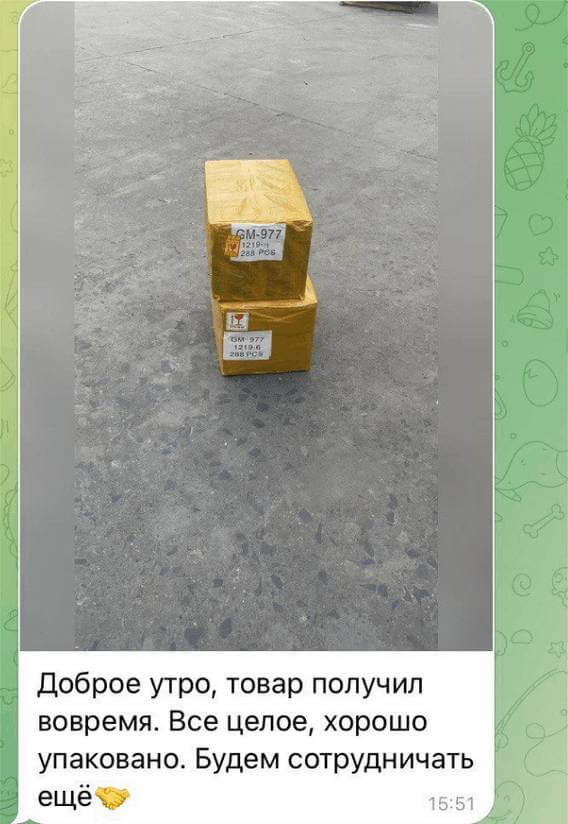 GM-977
1219-
288 PCS
GM 977
1219-6
288 PCS
Доброе утро, товар получил
вовремя. Все целое, хорошо
упаковано. Будем сотрудничать
ещё🤝
15:51